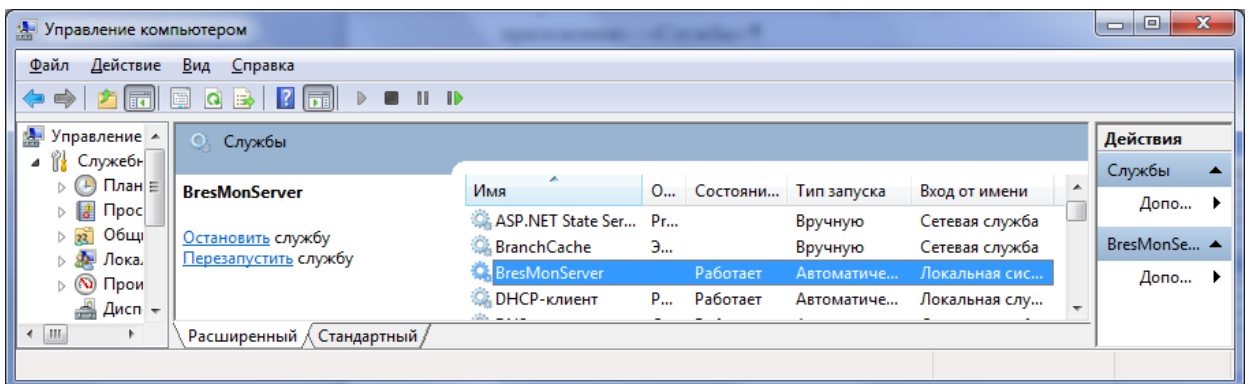 Управление компьютером
Файл Действие Вид Справка
Управление
Служебн
План
Прос
Общи
Лока.
Прои
Дисп
Службы
BresMonServer
Остановить службу
Перезапустить службу
Имя О... Состояни... Тип запуска Вход от имени
ASP.NET State Ser... Pr... Вручную Сетевая служба
BranchCache Э... Вручную Сетевая служба
BresMonServer Работает Автоматиче... Локальная сис...
DHCP-клиент Р... Работает Автоматиче... Локальная слу...
Расширенный Стандартный
Действия
Службы
Допо...
BresMonSe...
Допо...